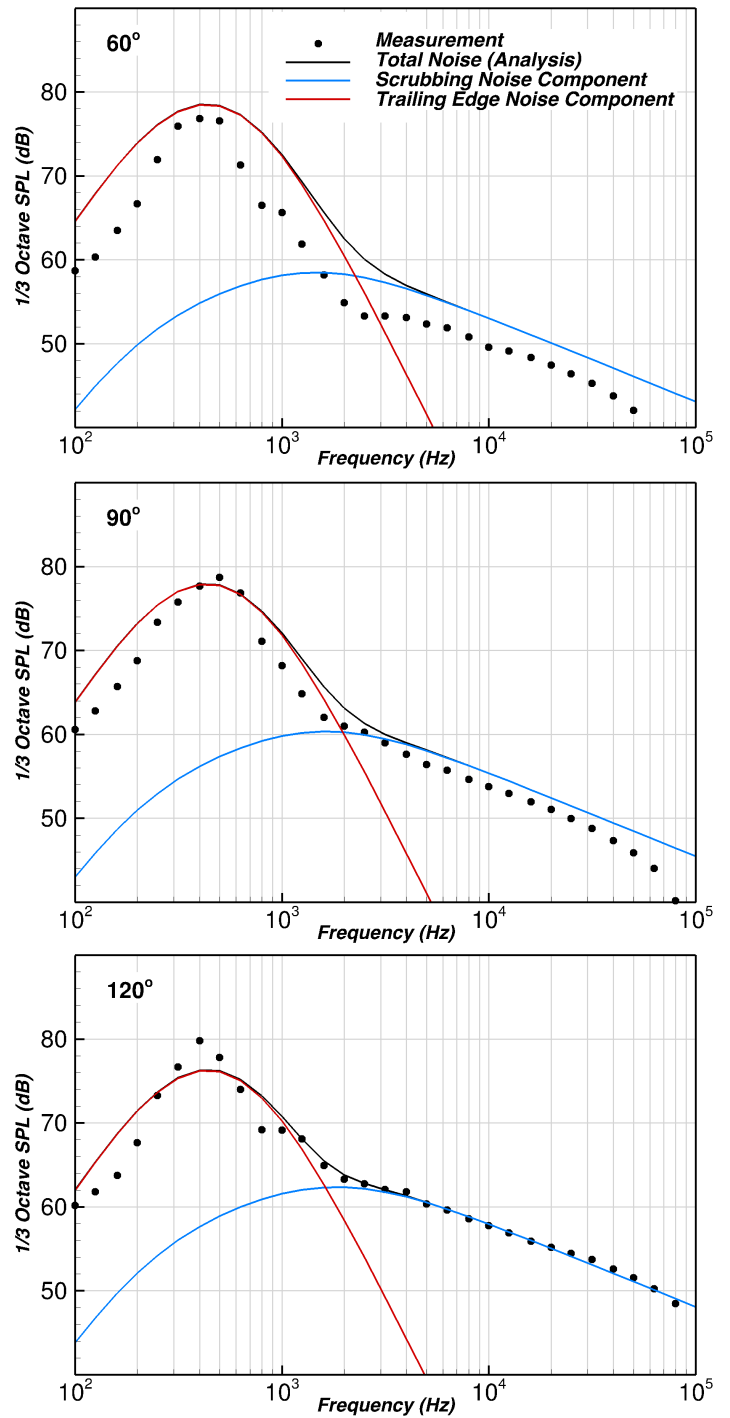 60°
Measurement
Total Noise (Analysis)
Scrubbing Noise Component
Trailing Edge Noise Component
1/3 Octave SPL (dB)
80
70
60
50
10² 10³ 10⁴ 10⁵
Frequency (Hz)
90°
1/3 Octave SPL (dB)
80
70
60
50
10² 10³ 10⁴ 10⁵
Frequency (Hz)
120°
1/3 Octave SPL (dB)
80
70
60
50
10² 10³ 10⁴ 10⁵
Frequency (Hz)